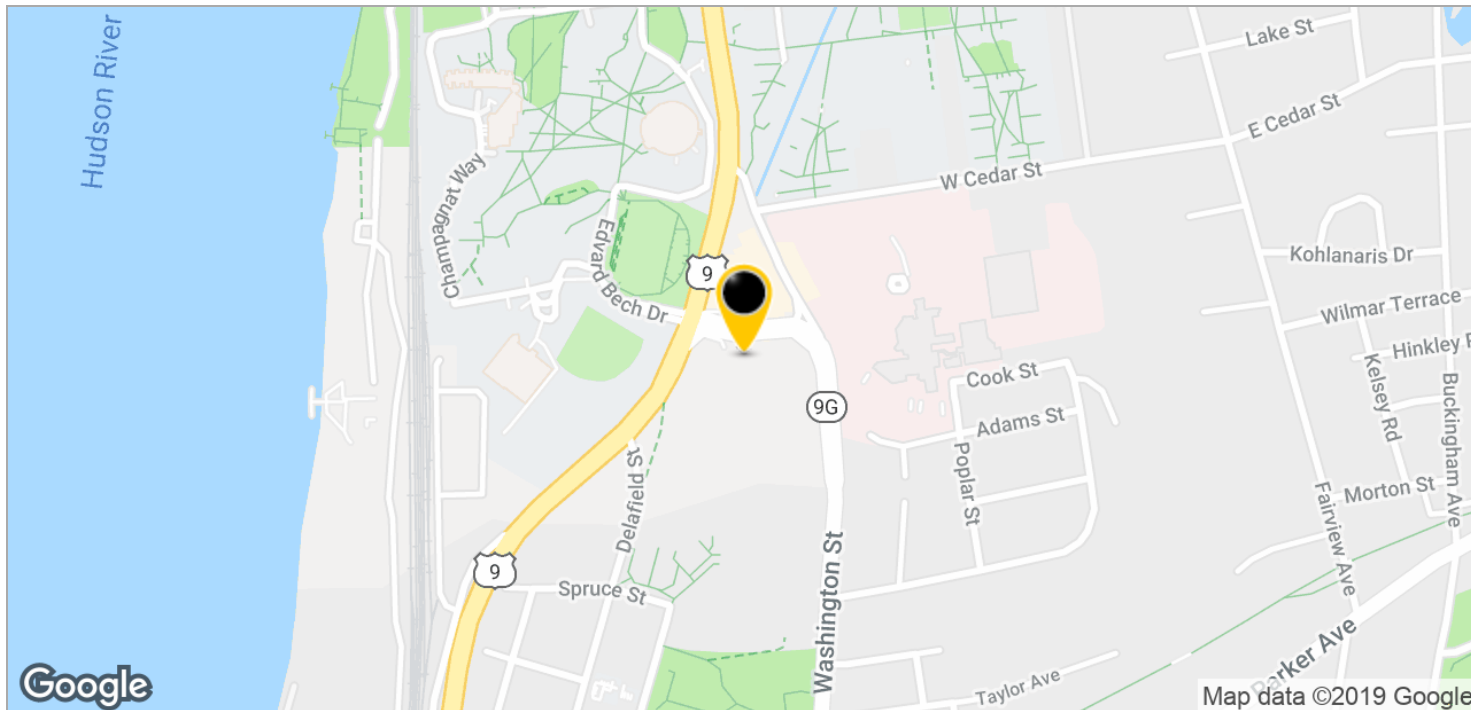 Hudson River
Lake St
E Cedar St
W Cedar St
Champagnat Way
Edvard Bech Dr
9
Kohlanaris Dr
Wilmar Terrace
Hinkley
Kelsey Rd
Buckingham Ave
Cook St
9G
Adams St
Poplar St
Delafield St
Morton St
Fairview Ave
9
Spruce St
Washington St
Parker Ave
Taylor Ave
Google
Map data ©2019 Google